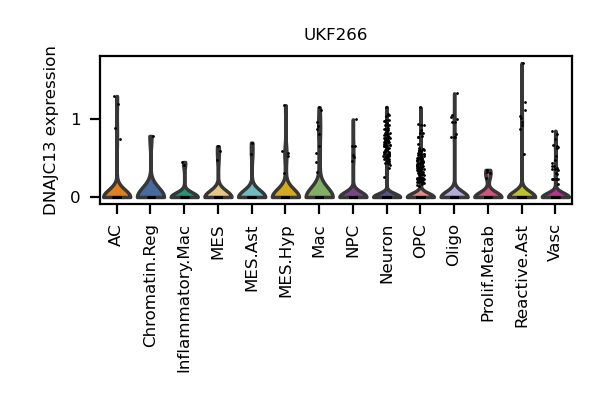 UKF266
DNAJC13 expression
1
0
AC
Chromatin.Reg
Inflammatory.Mac
MES
MES.Ast
MES.Hyp
Mac
NPC
Neuron
OPC
Oligo
Prolif.Metab
Reactive.Ast
Vasc